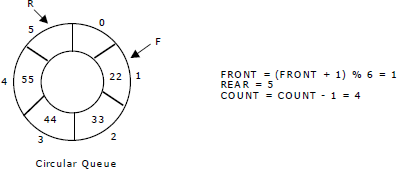 R
5
0
F
4
55
22
1
44
33
3
2
Circular Queue
FRONT = (FRONT + 1) % 6 = 1
REAR = 5
COUNT = COUNT - 1 = 4